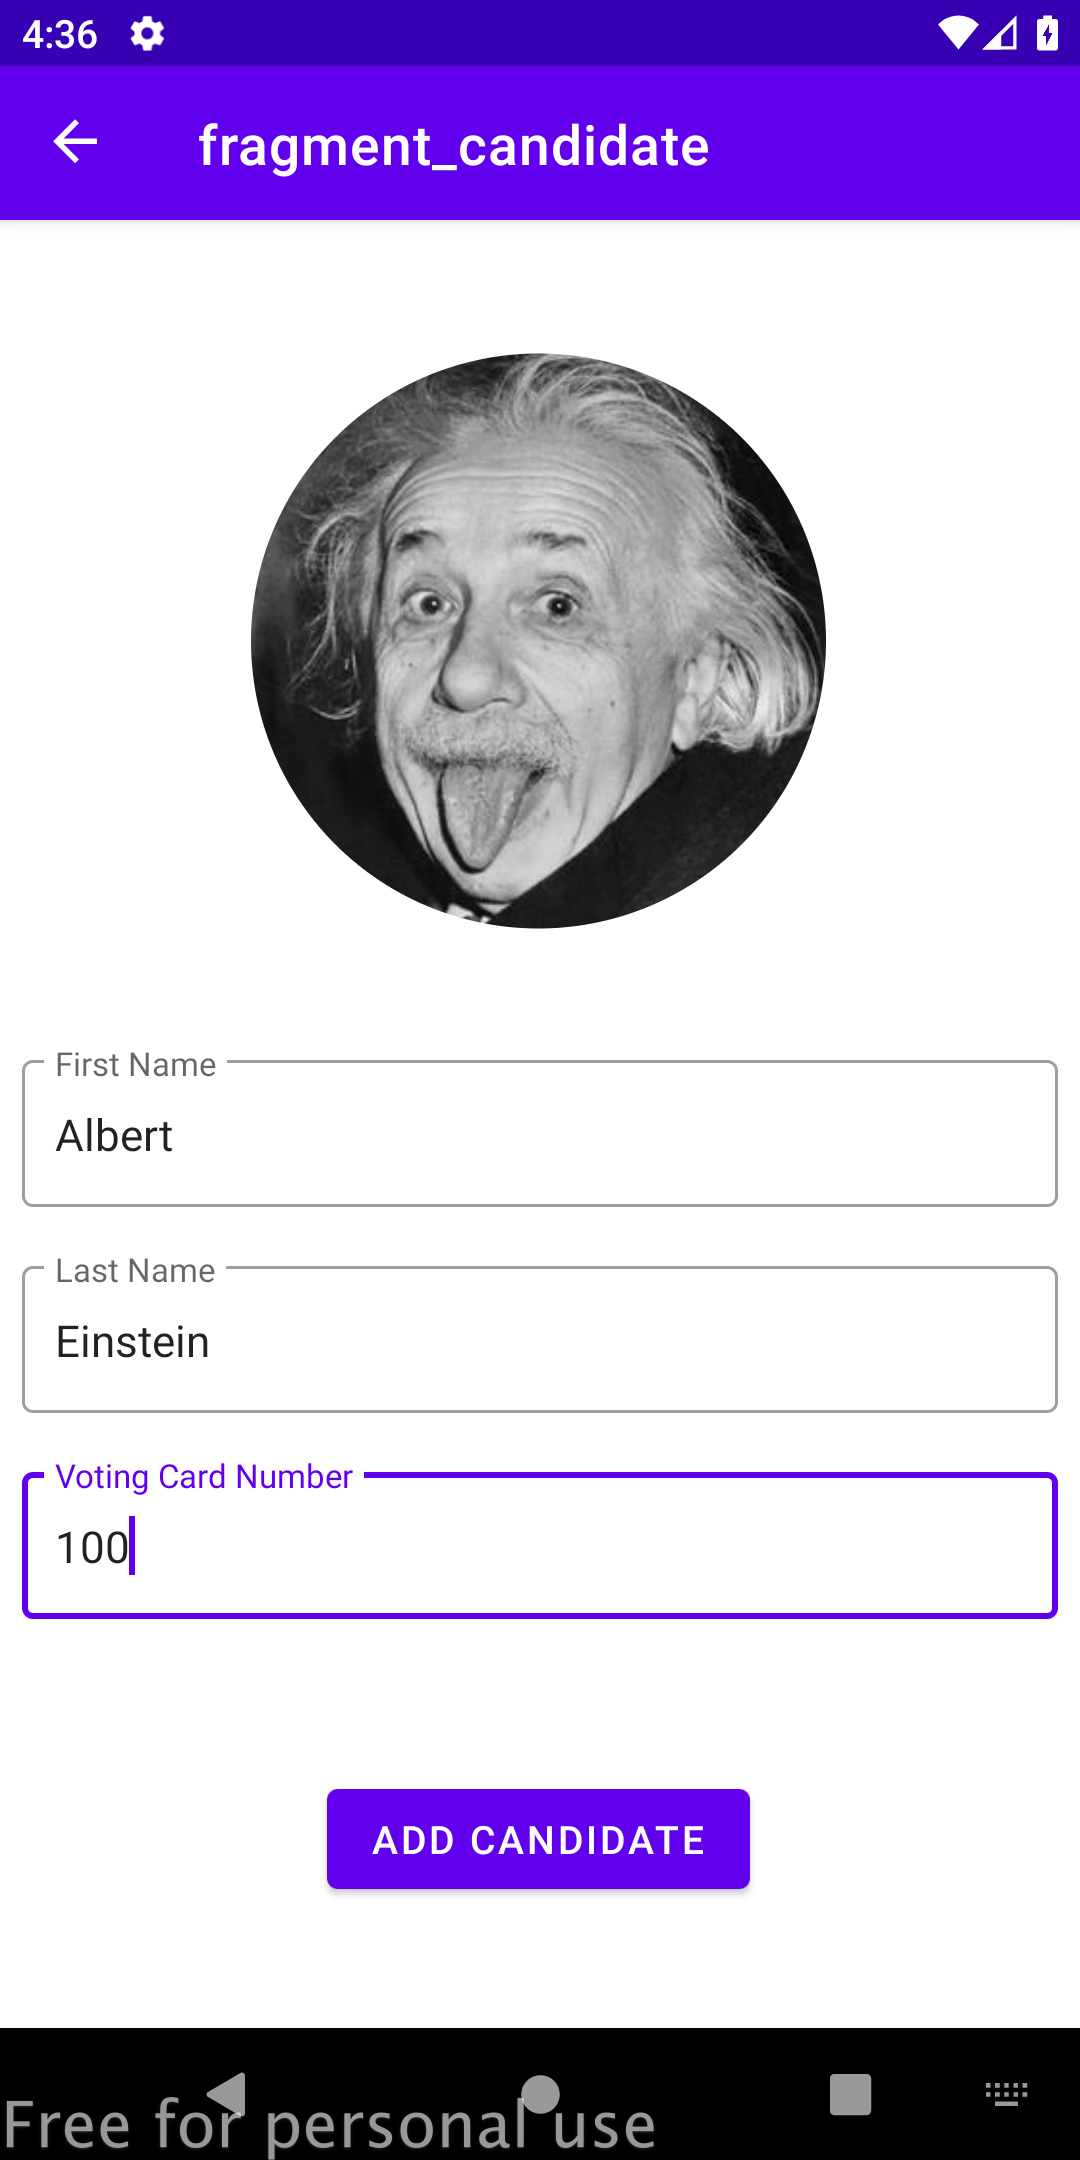 4:36
fragment_candidate
First Name
Albert
Last Name
Einstein
Voting Card Number
100
ADD CANDIDATE
Free for personal use